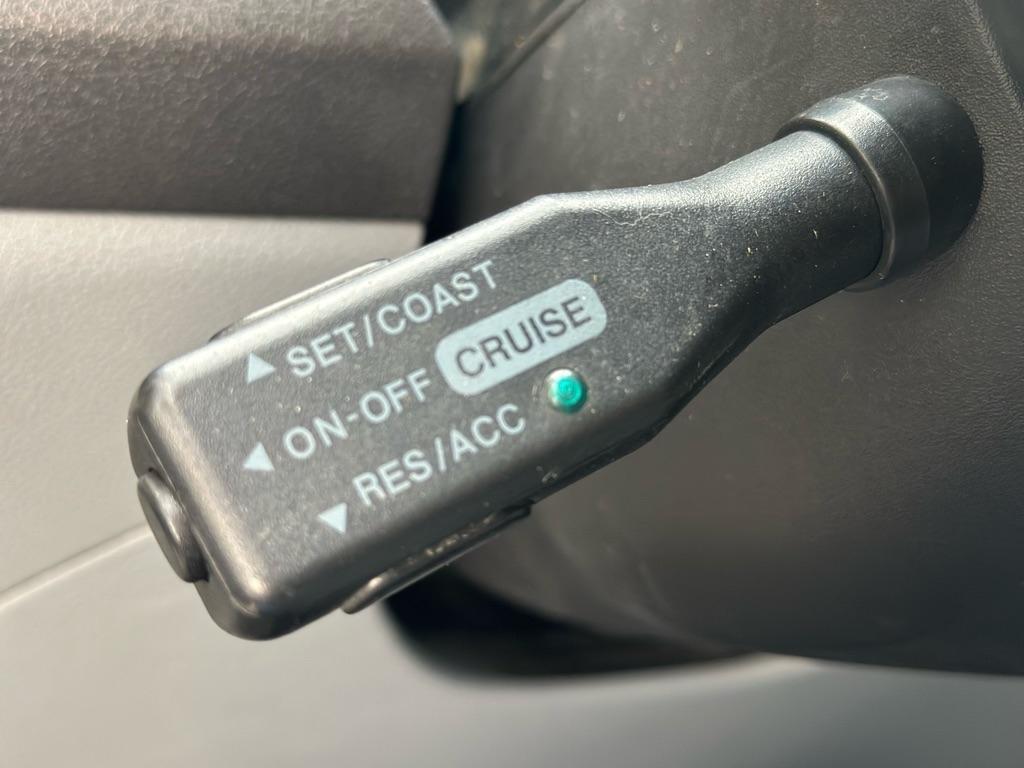 ▲ SET/COAST
◀ ON-OFF CRUISE
▼ RES/ACC